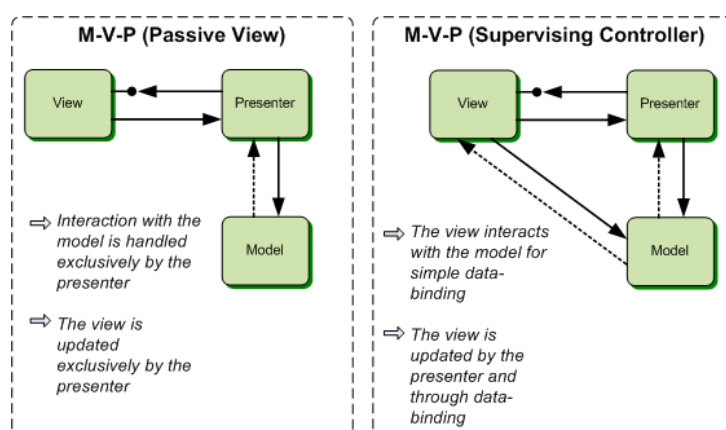 M-V-P (Passive View)
View
Presenter
Model
Interaction with the
model is handled
exclusively by the
presenter
The view is
updated
exclusively by the
presenter
M-V-P (Supervising Controller)
View
Presenter
Model
The view interacts
with the model for
simple data-
binding
The view is
updated by the
presenter and
through data-
binding